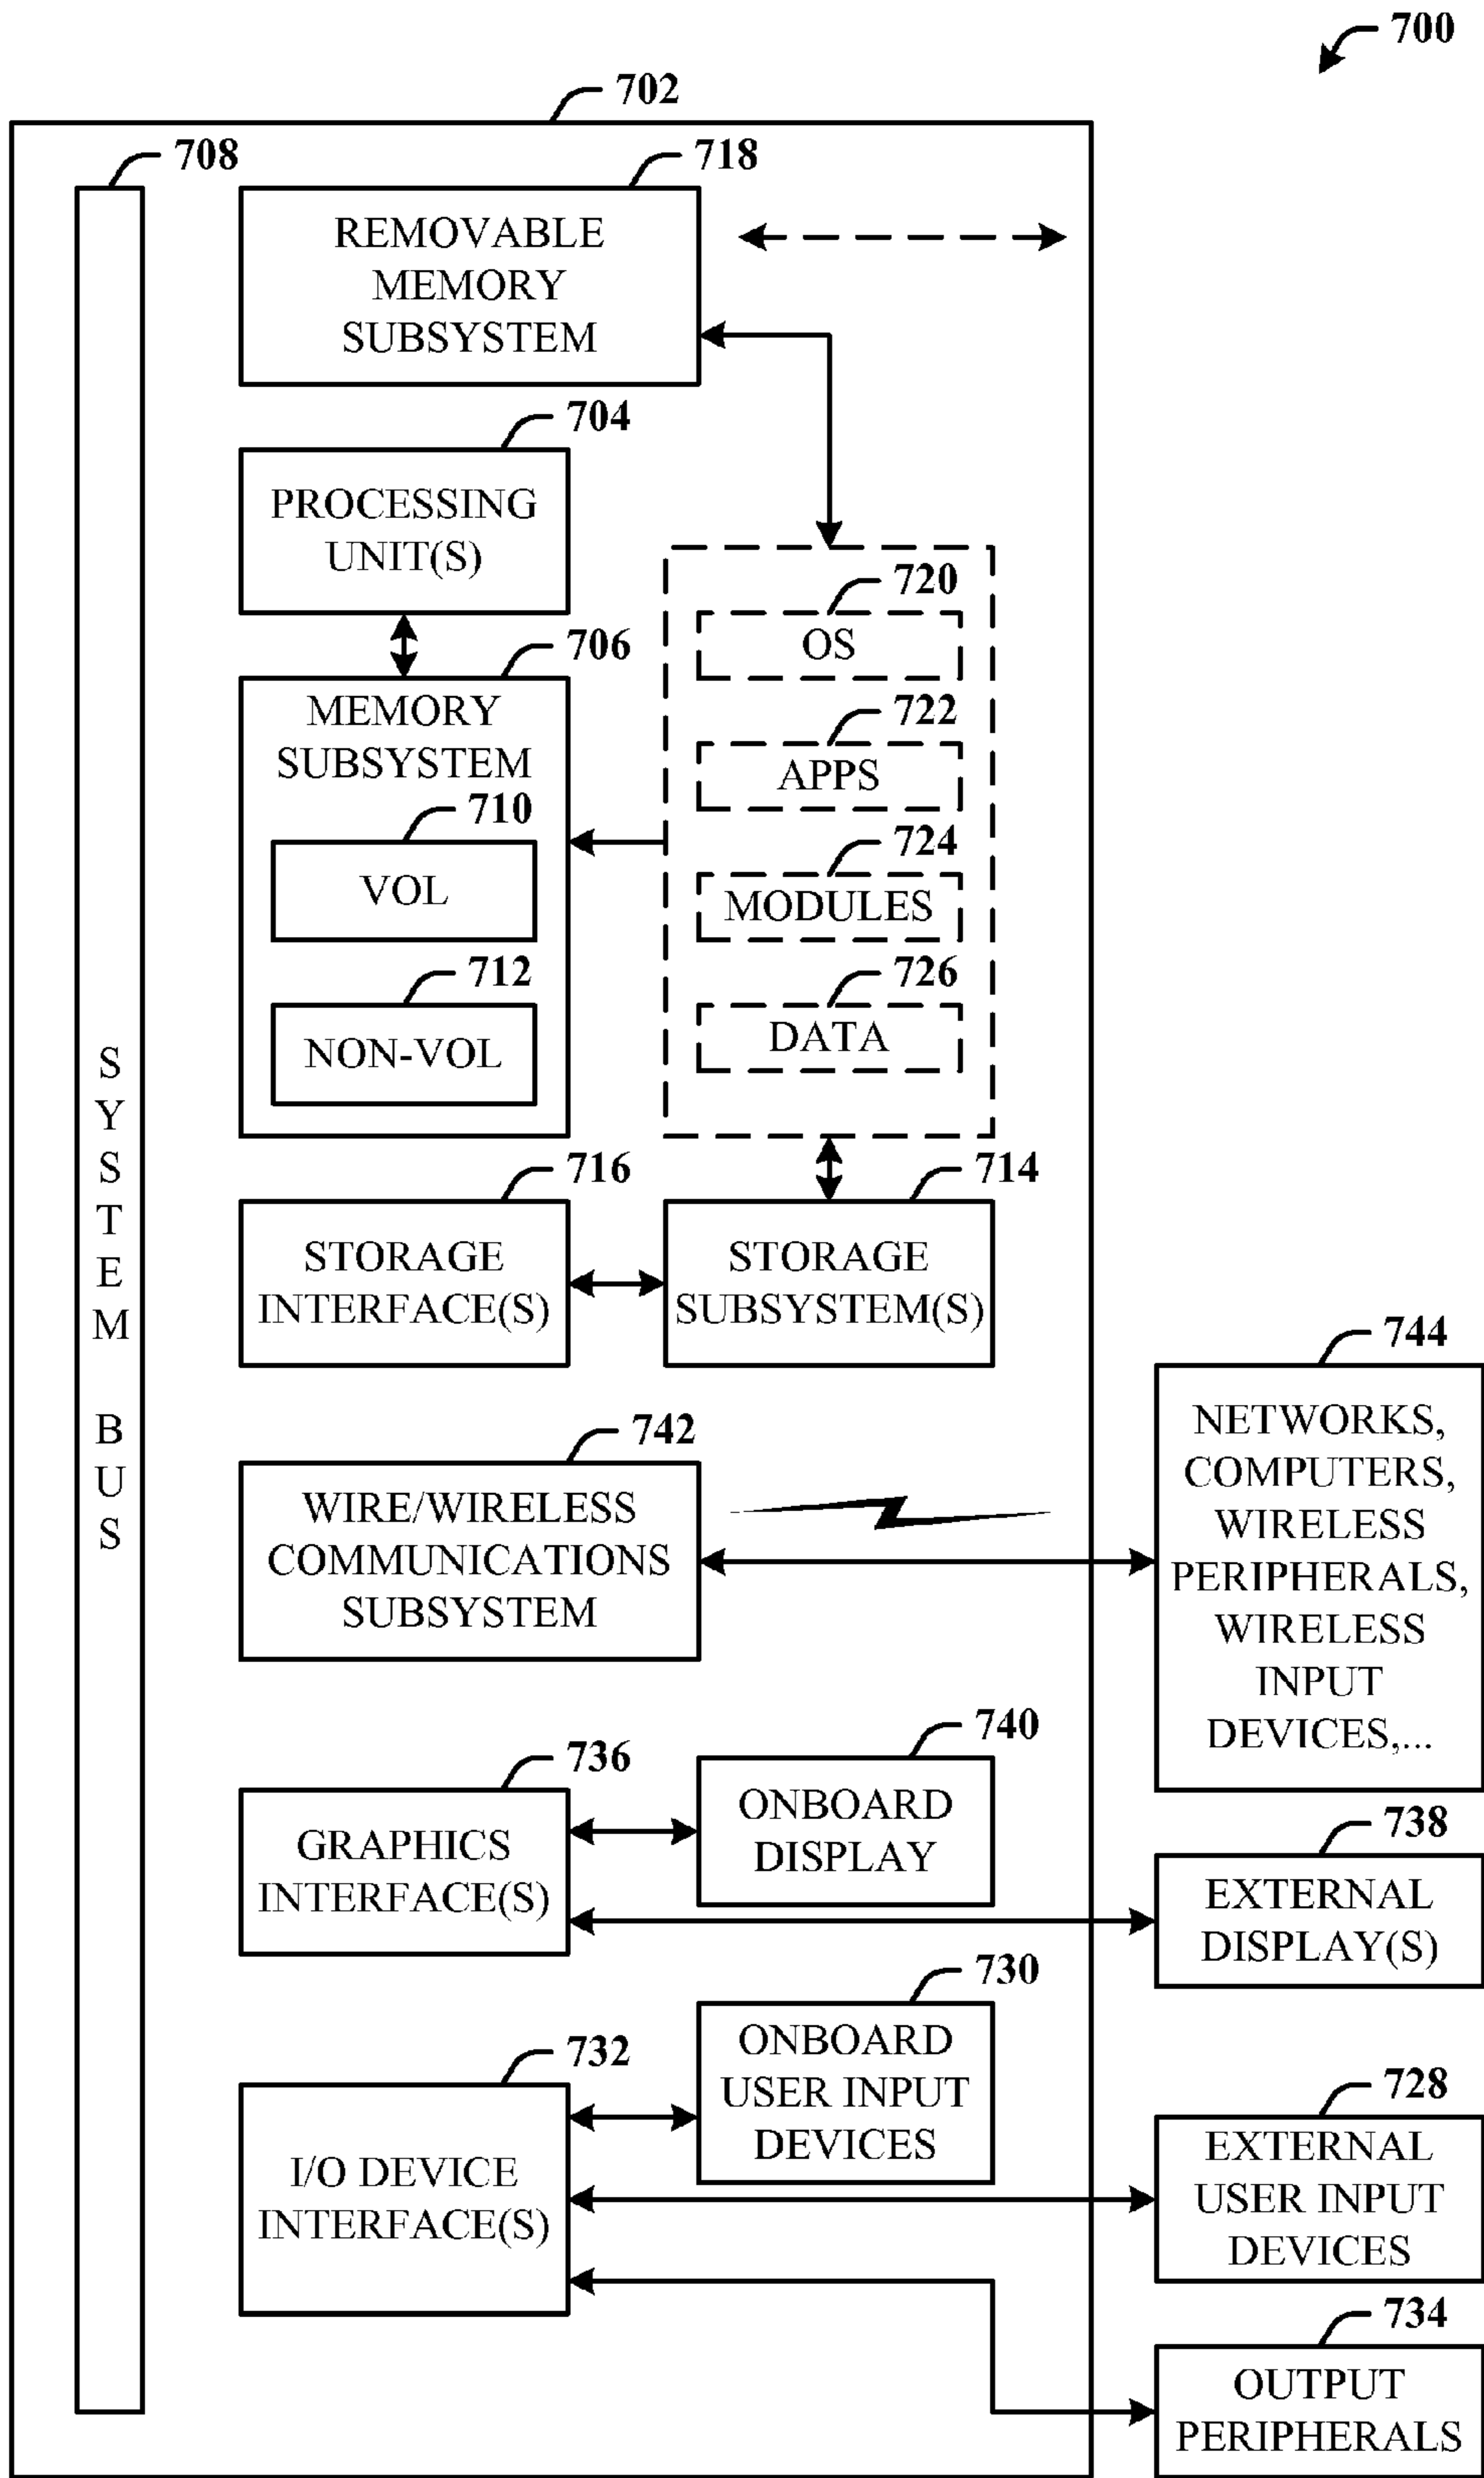 700
702
708
718
REMOVABLE
MEMORY
SUBSYSTEM
704
PROCESSING
UNIT(S)
706
MEMORY
SUBSYSTEM
710
VOL
712
NON-VOL
720
OS
722
APPS
724
MODULES
726
DATA
SYSTEM BUS
716
STORAGE
INTERFACE(S)
714
STORAGE
SUBSYSTEM(S)
742
WIRE/WIRELESS
COMMUNICATIONS
SUBSYSTEM
744
NETWORKS,
COMPUTERS,
WIRELESS
PERIPHERALS,
WIRELESS
INPUT
DEVICES,...
736
GRAPHICS
INTERFACE(S)
740
ONBOARD
DISPLAY
738
EXTERNAL
DISPLAY(S)
732
I/O DEVICE
INTERFACE(S)
730
ONBOARD
USER INPUT
DEVICES
728
EXTERNAL
USER INPUT
DEVICES
734
OUTPUT
PERIPHERALS